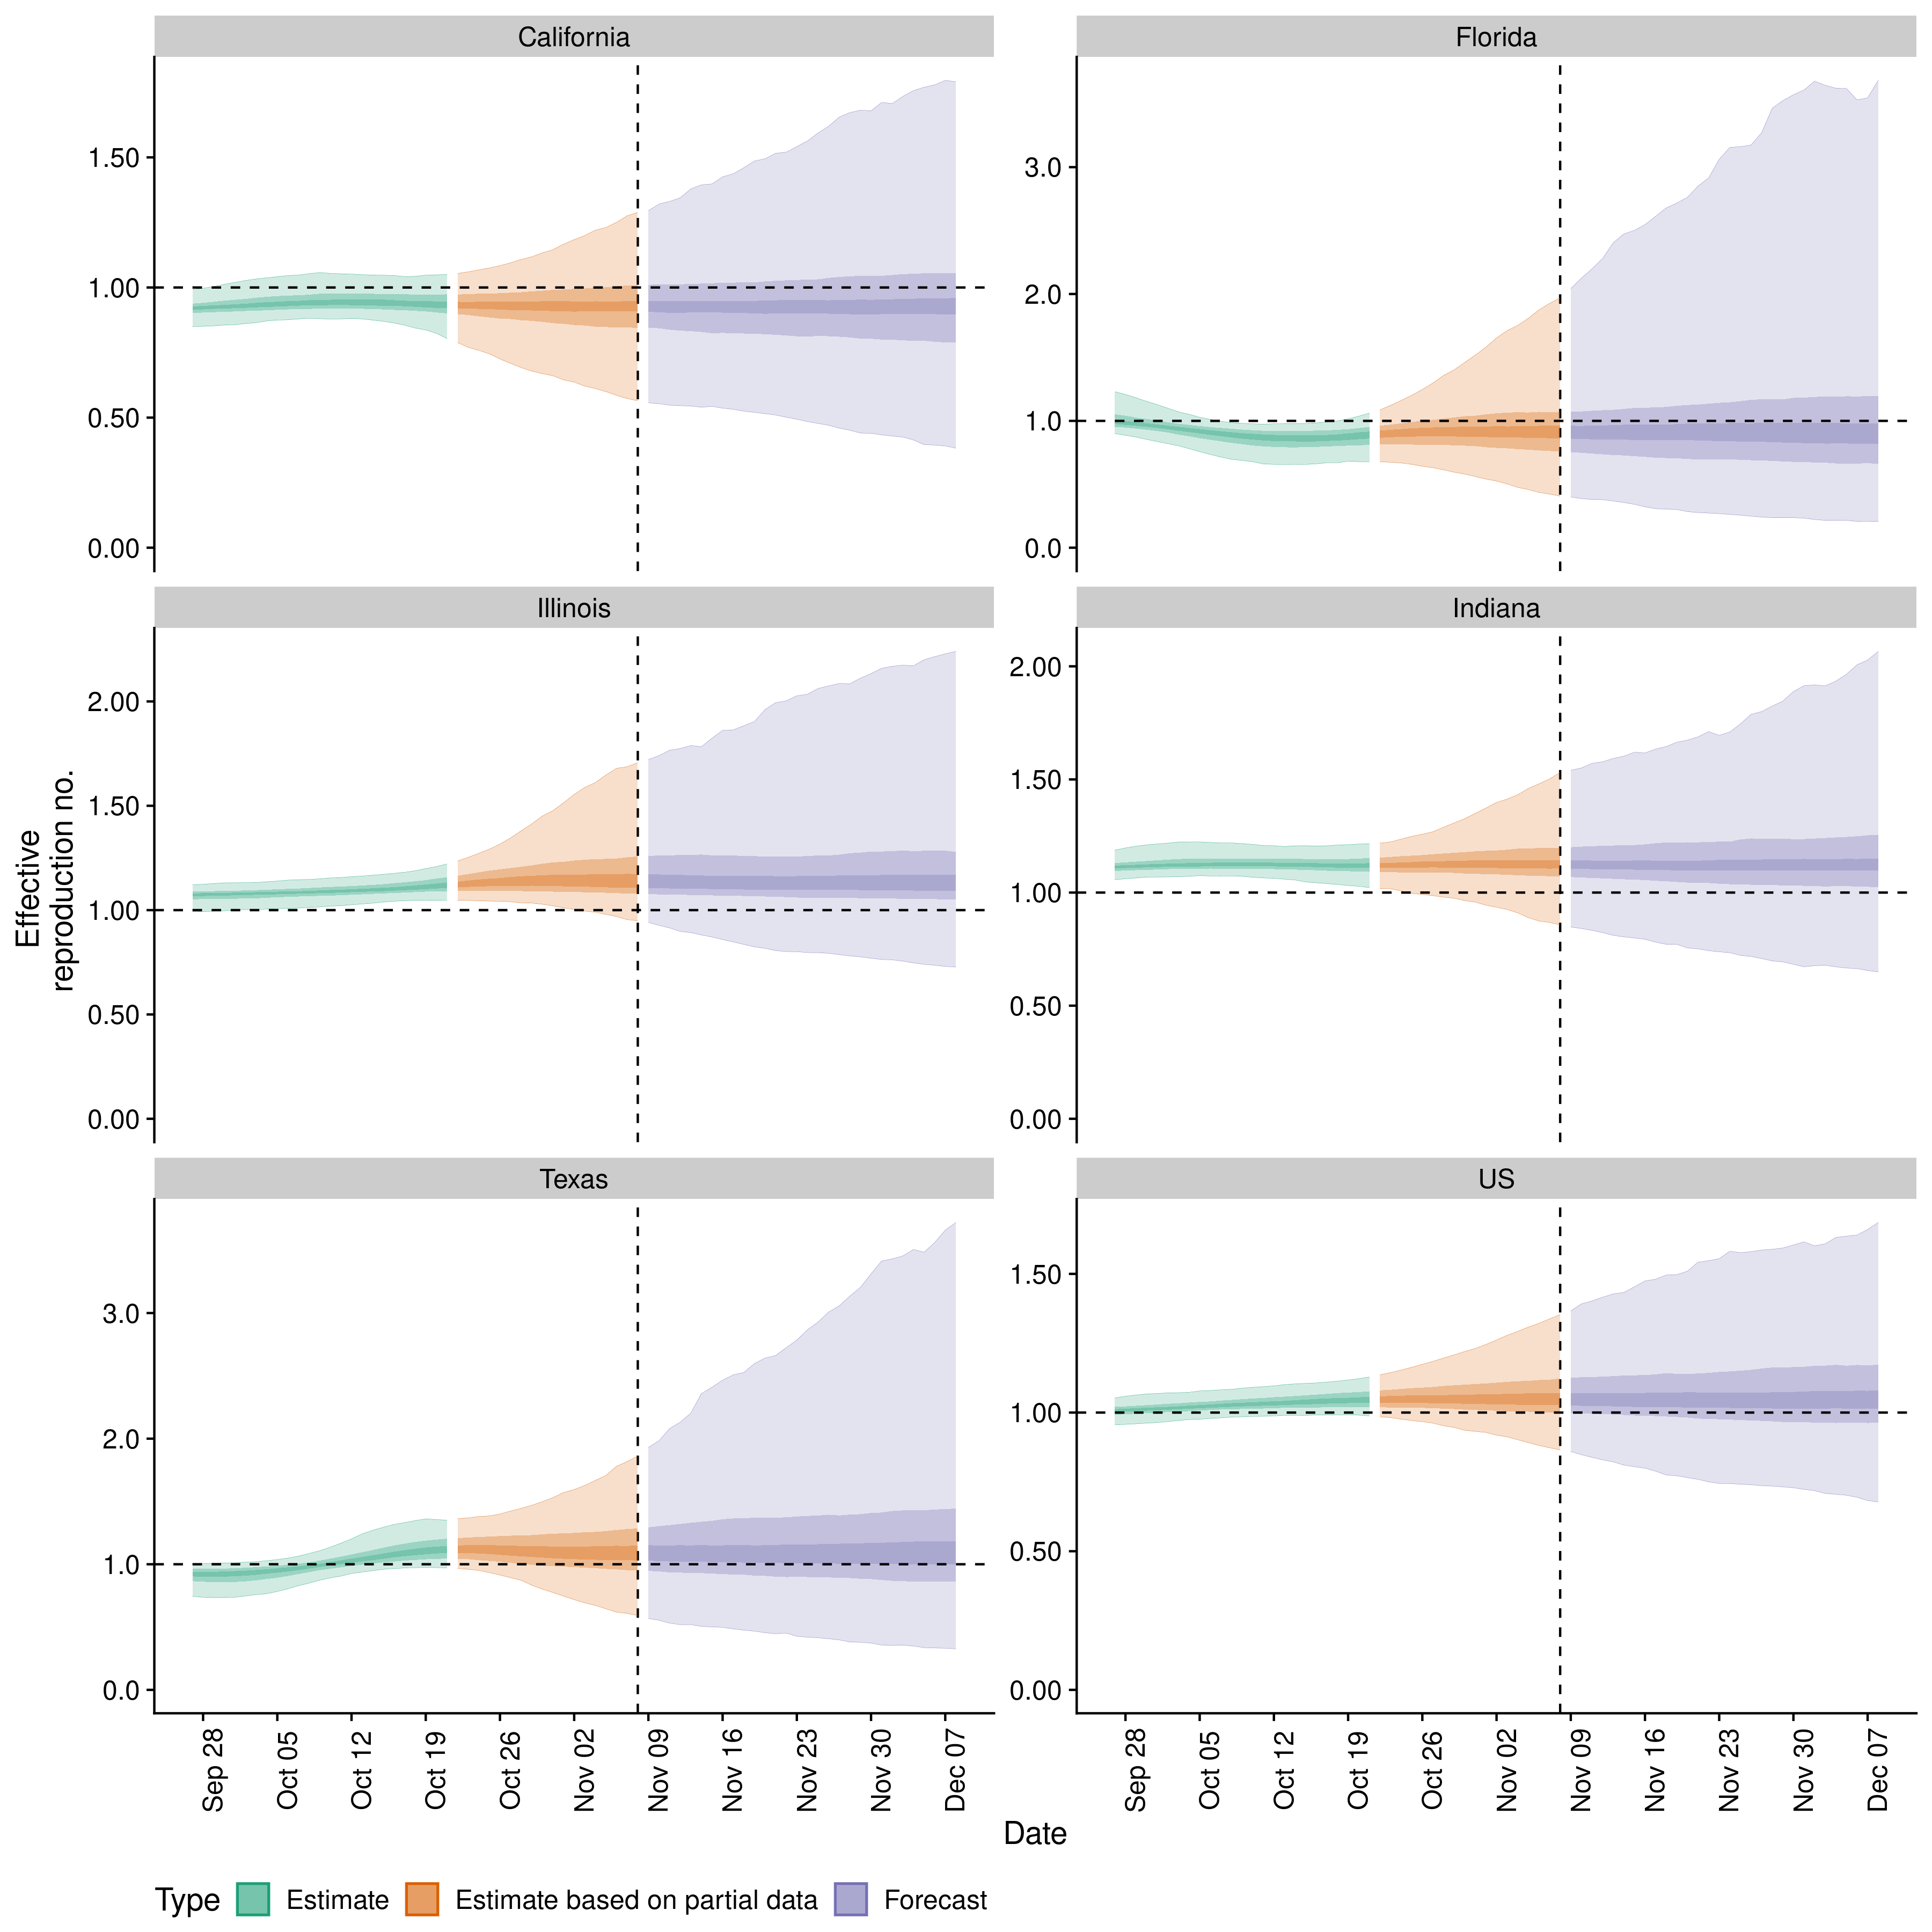 California
Florida
1.50
1.00
0.50
0.00
3.0
2.0
1.0
0.0
Illinois
Indiana
2.00
1.50
1.00
0.50
0.00
2.00
1.50
1.00
0.50
0.00
Texas
US
3.0
2.0
1.0
0.0
1.50
1.00
0.50
0.00
Effective
reproduction no.
Sep 28
Oct 05
Oct 12
Oct 19
Oct 26
Nov 02
Nov 09
Nov 16
Nov 23
Nov 30
Dec 07
Sep 28
Oct 05
Oct 12
Oct 19
Oct 26
Nov 02
Nov 09
Nov 16
Nov 23
Nov 30
Dec 07
Date
Type Estimate Estimate based on partial data Forecast